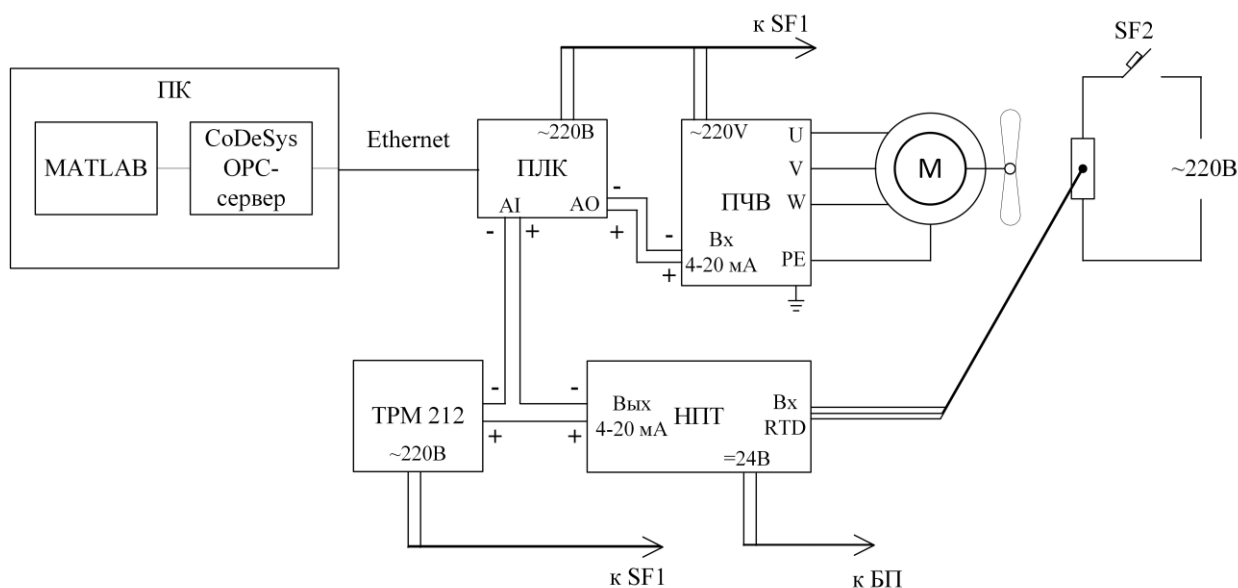 к SF1
SF2
ПК
MATLAB
CoDeSys
OPC-
сервер
Ethernet
~220В
ПЛК
AI
AO
-
+
-
+
~220V
U
V
W
ПЧВ
Вх
4-20 мА
PE
-
+
М
~220В
ТРМ 212
~220В
-
+
-
+
Вых
4-20 мА
НПТ
Вх
RTD
=24В
к SF1
к БП